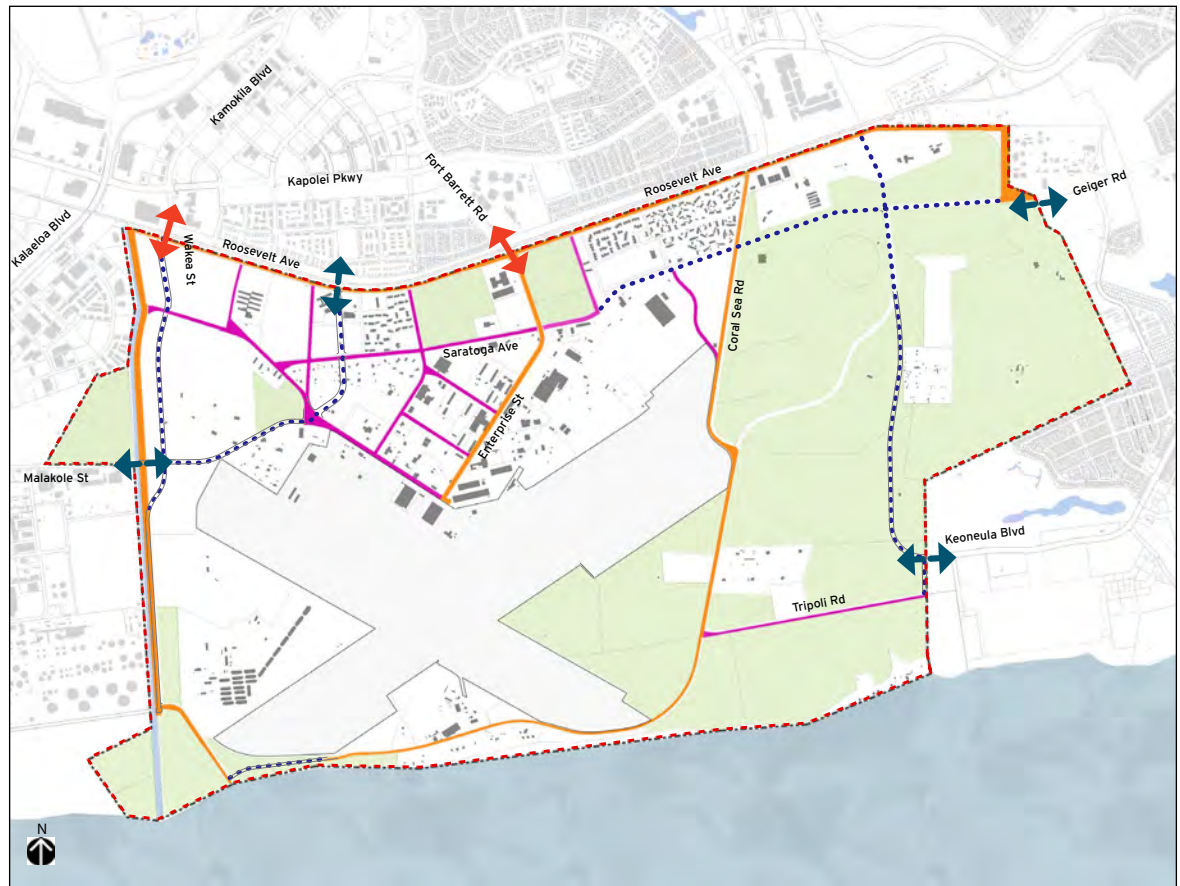 Kamokila Blvd
Kapolei Pkwy
Fort Barrett Rd
Roosevelt Ave
Geiger Rd
Kalaeloa Blvd
Wakea St
Roosevelt Ave
Coral Sea Rd
Saratoga Ave
Enterprise St
Malakole St
Keoneula Blvd
Tripoli Rd
N